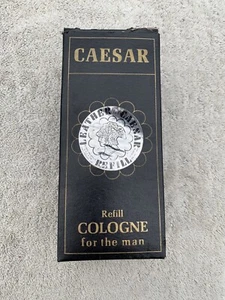 CAESAR
LEATHER CAESAR
REFILL
Refill
COLOGNE
for the man